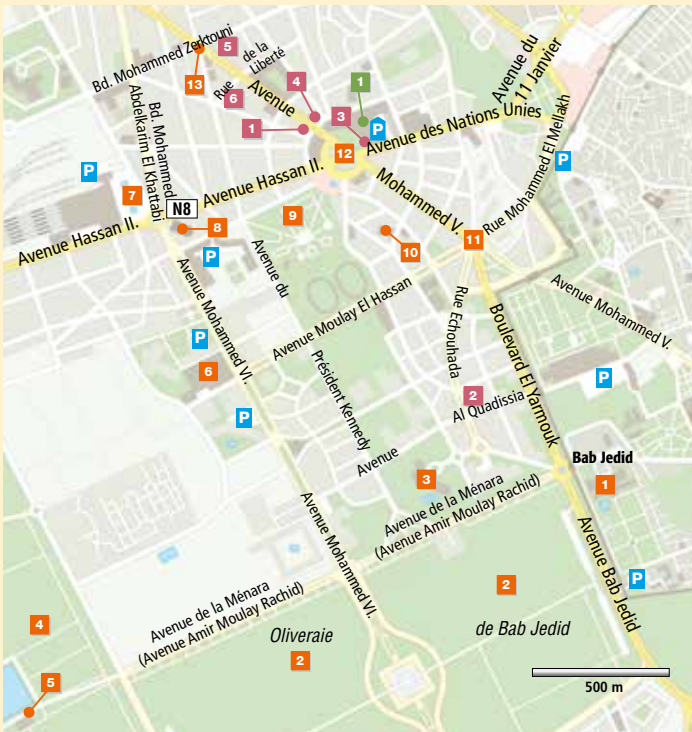 Bd. Mohammed Zerktouni
5
Rue de la
Liberté
Avenue du
11 Janvier
13
6
Avenue
4
1
1
3
P
12
Avenue des Nations Unies
Rue Mohammed El Mellakh
P
P
7
Bd. Mohammed
Abdelkarim El Khattabi
Avenue Hassan II.
Mohammed V.
N8
8
9
10
11
Avenue Hassan II.
P
Avenue du
Président Kennedy
Avenue Mohammed VI.
Avenue Moulay El Hassan
Rue Echouhada
Boulevard El Yarmouk
Avenue Mohammed V.
P
6
P
P
2
Avenue
Al Quadissia
Bab Jedid
1
3
Avenue de la Ménara
(Avenue Amir Moulay Rachid)
Avenue Mohammed VI.
Avenue Bab Jedid
P
2
4
Avenue de la Ménara
(Avenue Amir Moulay Rachid)
Oliveraie
de Bab Jedid
2
5
500 m